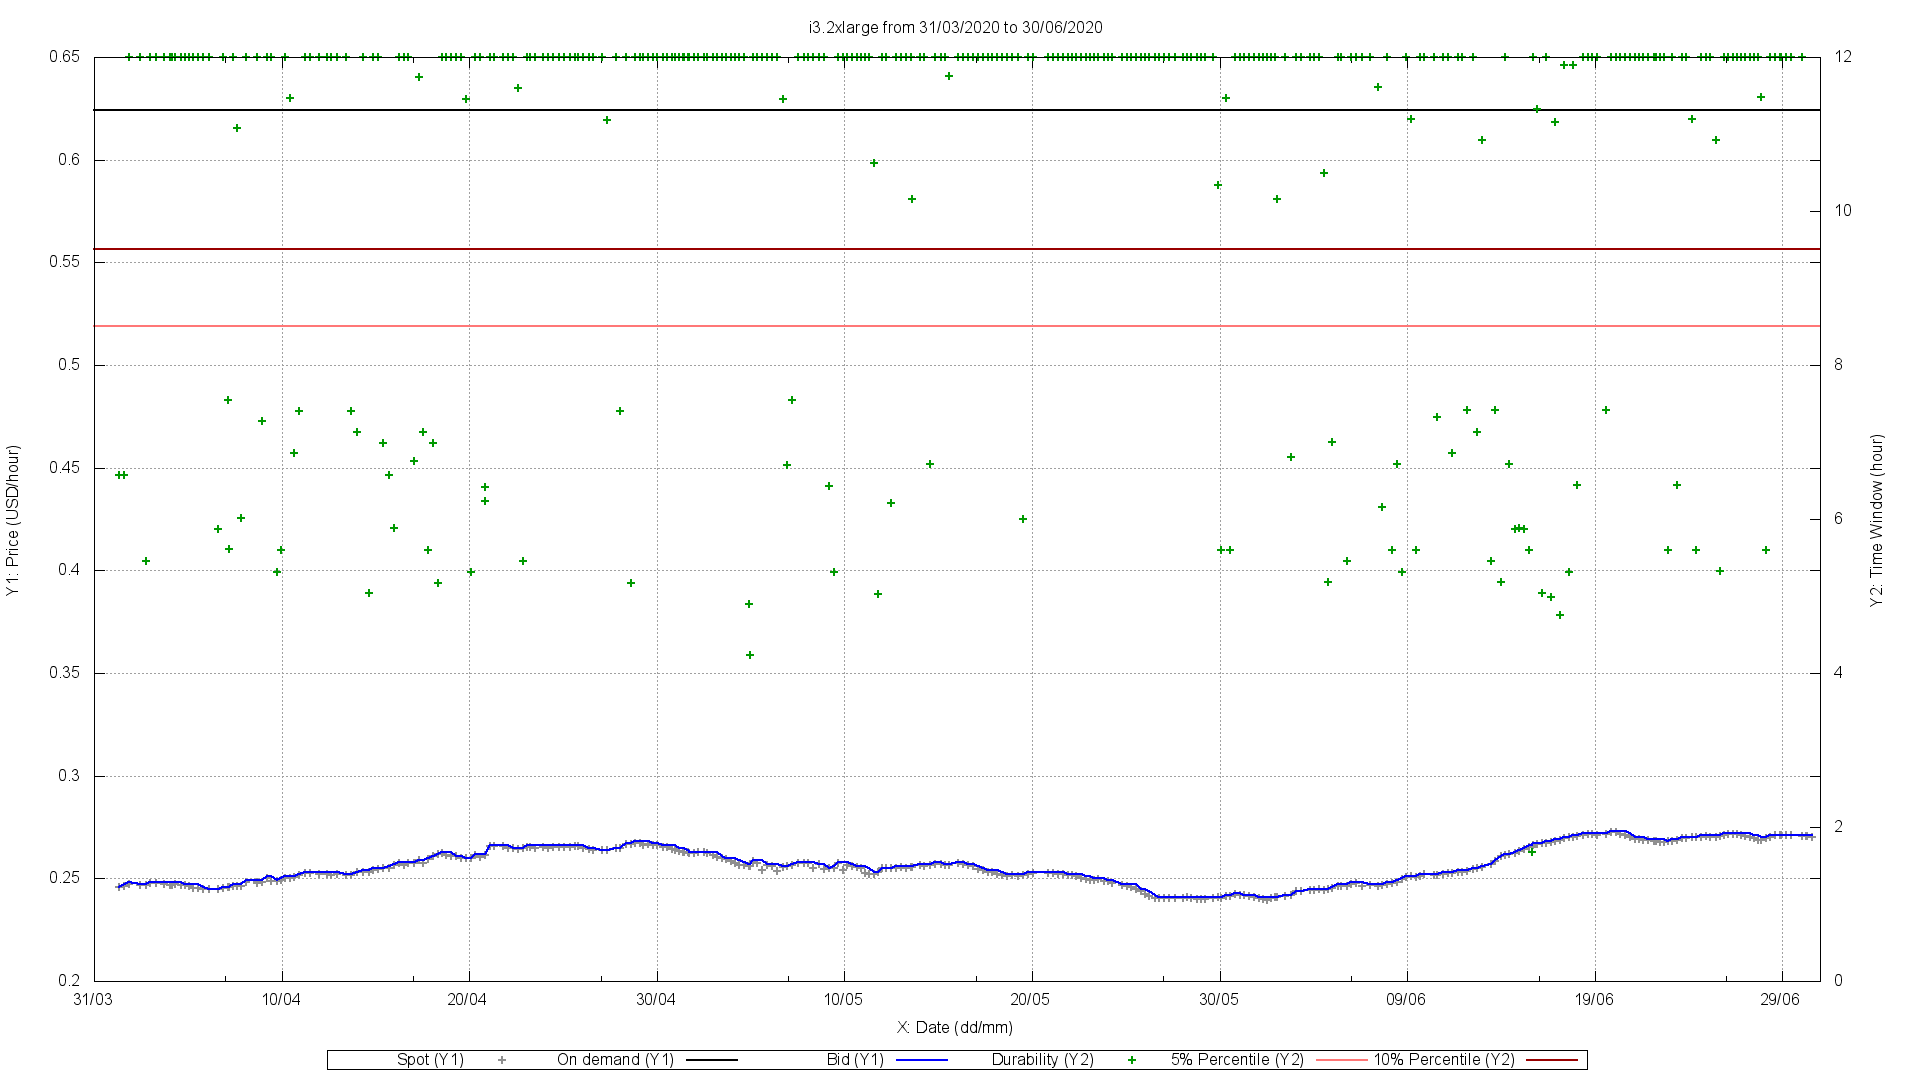 i3.2xlarge from 31/03/2020 to 30/06/2020
0.65
0.6
0.55
0.5
0.45
0.4
0.35
0.3
0.25
0.2
12
10
8
6
4
2
0
Y1: Price (USD/hour)
Y2: Time Window (hour)
31/03 10/04 20/04 30/04 10/05 20/05 30/05 09/06 19/06 29/06
X: Date (dd/mm)
Spot (Y1) On demand (Y1) Bid (Y1) Durability (Y2) 5% Percentile (Y2) 10% Percentile (Y2)